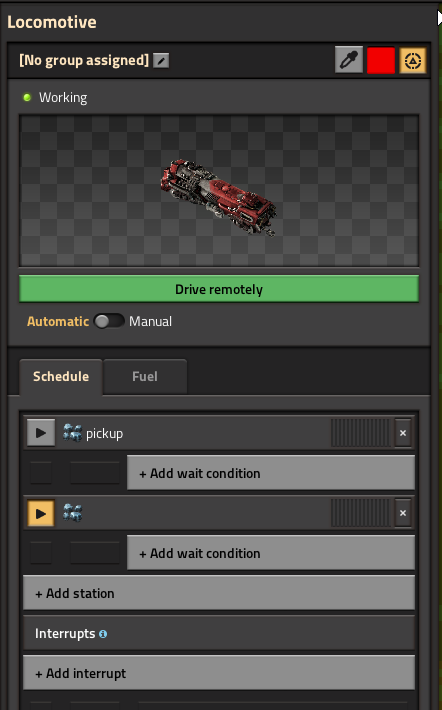 Locomotive
[No group assigned]
Working
Drive remotely
Automatic Manual
Schedule Fuel
pickup ×
+ Add wait condition
×
+ Add wait condition
+ Add station
Interrupts
+ Add interrupt